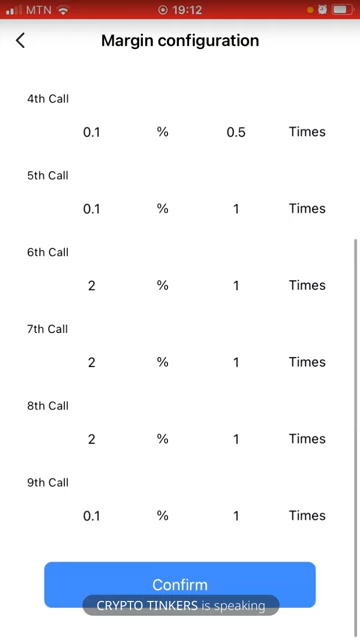 MTN 19:12
Margin configuration
4th Call
0.1 % 0.5 Times
5th Call
0.1 % 1 Times
6th Call
2 % 1 Times
7th Call
2 % 1 Times
8th Call
2 % 1 Times
9th Call
0.1 % 1 Times
Confirm
CRYPTO TINKERS is speaking